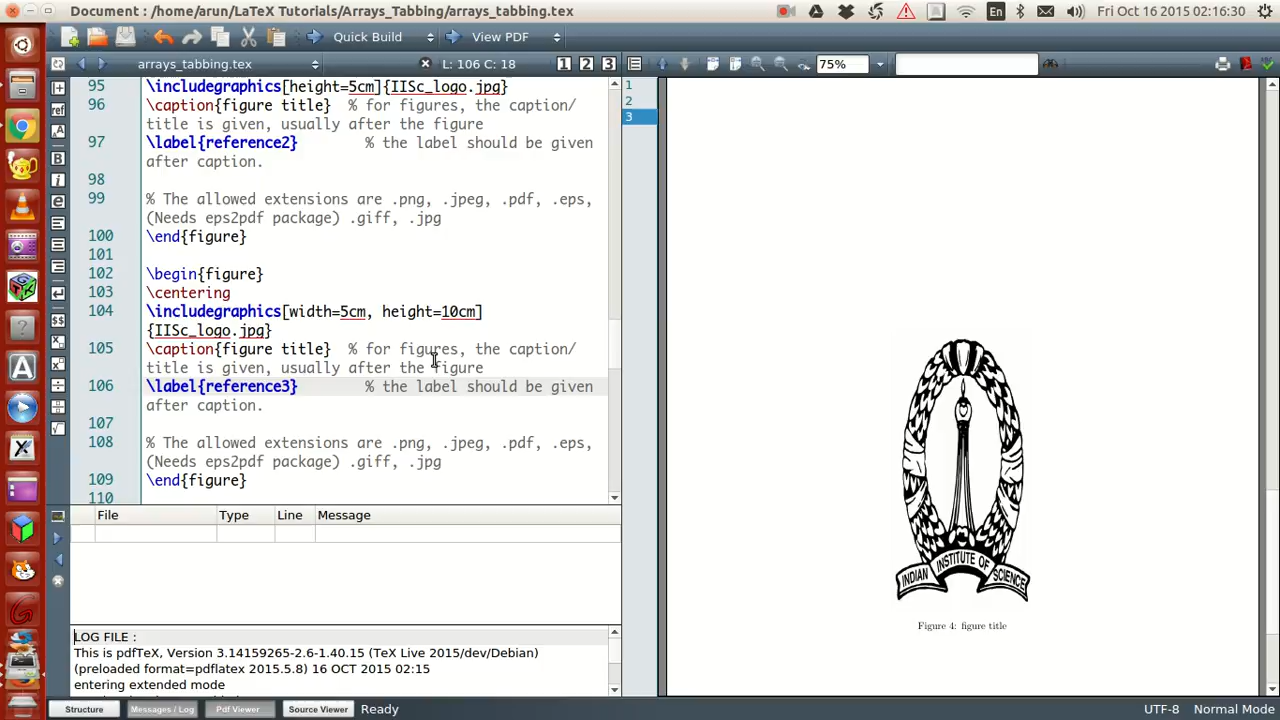 /home/arun/LaTeX Tutorials/Arrays_Tabbing/arrays_tabbing.tex
En
Fri Oct 16 2015 02:16:30
Quick Build
View PDF
75%
arrays_tabbing.tex
L: 106 C: 18
1 2 3
95 \includegraphics[height=5cm]{IISc_logo.jpg}
96 \caption{figure title} % for figures, the caption/
title is given, usually after the figure
97 \label{reference2} % the label should be given
after caption.
98
99 % The allowed extensions are .png, .jpeg, .pdf, .eps,
(Needs eps2pdf package) .giff, .jpg
100 \end{figure}
101
102 \begin{figure}
103 \centering
104 \includegraphics[width=5cm, height=10cm]
{IISc_logo.jpg}
105 \caption{figure title} % for figures, the caption/
title is given, usually after the figure
106 \label{reference3} % the label should be given
after caption.
107
108 % The allowed extensions are .png, .jpeg, .pdf, .eps,
(Needs eps2pdf package) .giff, .jpg
109 \end{figure}
110
1
2
3
INDIAN INSTITUTE OF SCIENCE
Figure 4: figure title
File Type Line Message
LOG FILE :
This is pdfTeX, Version 3.14159265-2.6-1.40.15 (TeX Live 2015/dev/Debian)
(preloaded format=pdflatex 2015.5.8) 16 OCT 2015 02:15
entering extended mode
Structure
Messages / Log
Pdf Viewer
Source Viewer
Ready
UTF-8
Normal Mode